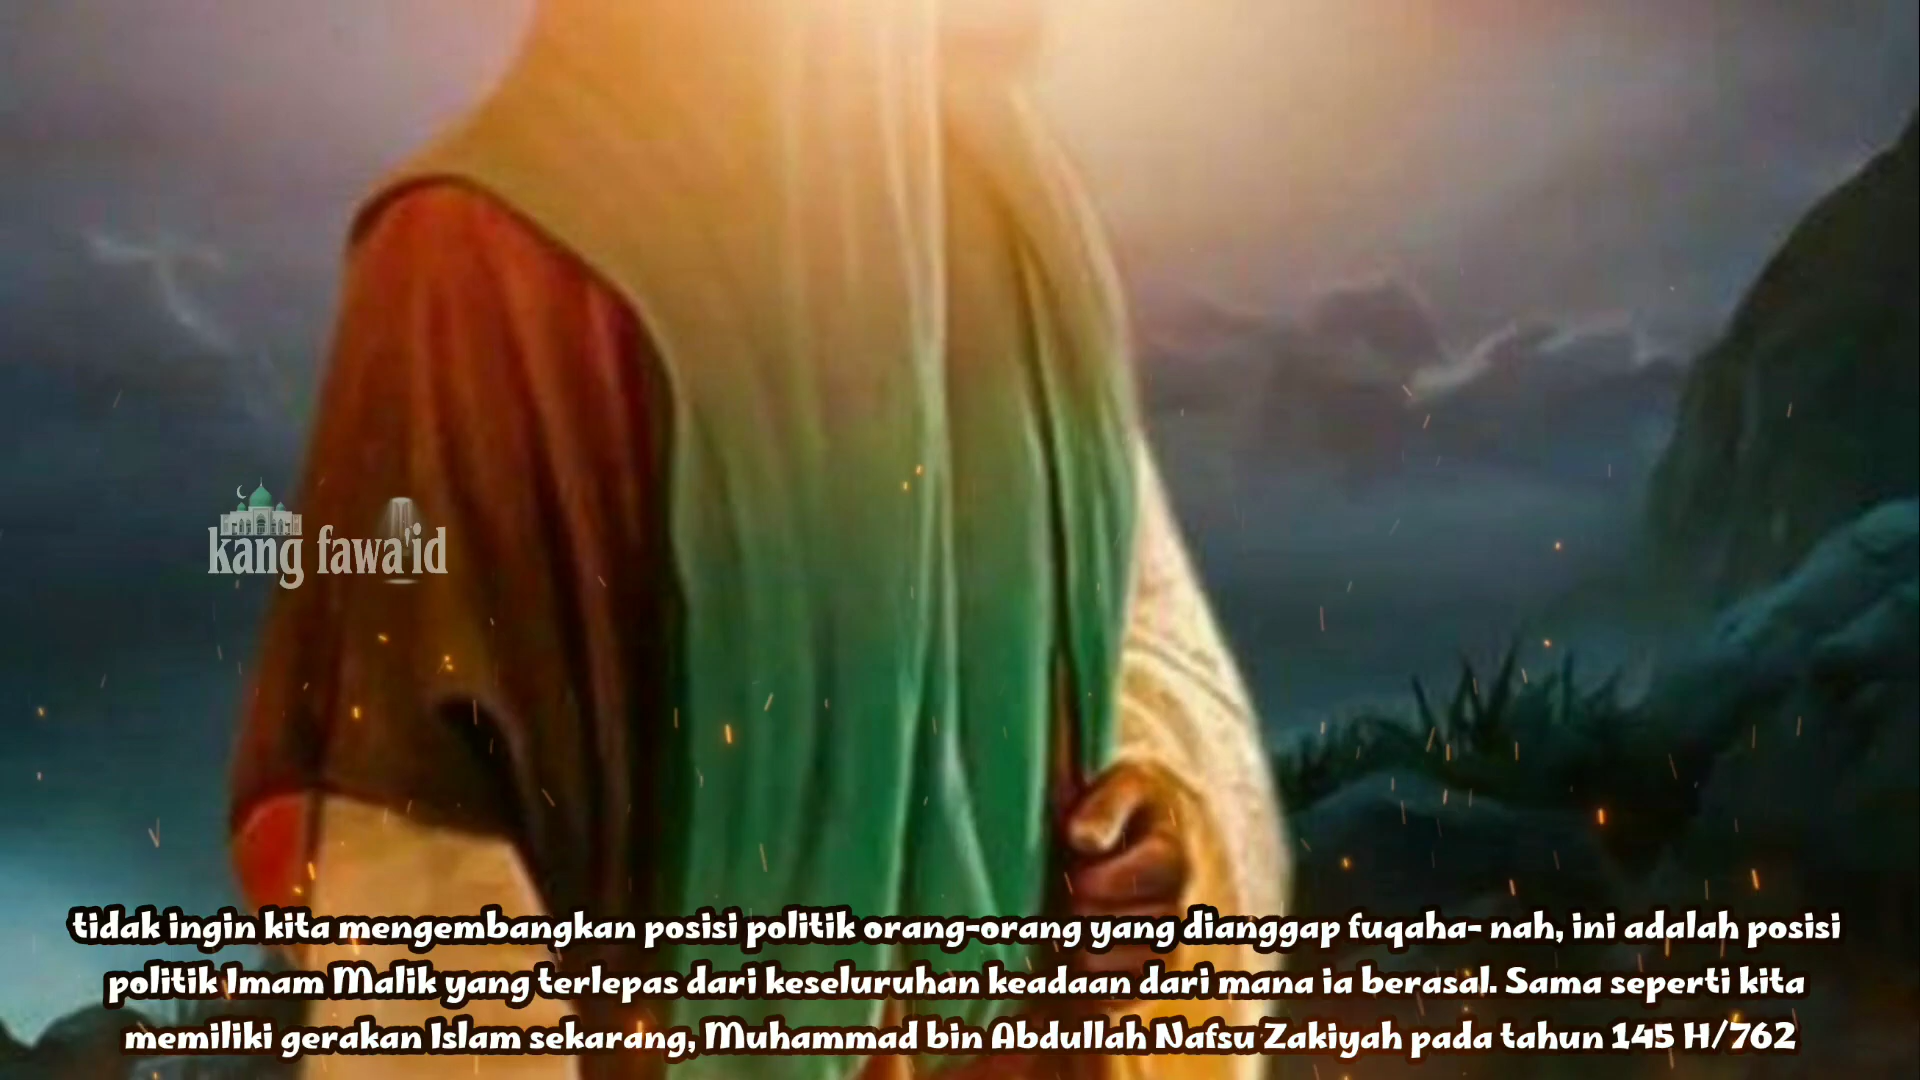 kang fawa'id
tidak ingin kita mengembangkan posisi politik orang-orang yang dianggap fuqaha- nah, ini adalah posisi
politik Imam Malik yang terlepas dari keseluruhan keadaan dari mana ia berasal. Sama seperti kita
memiliki gerakan Islam sekarang, Muhammad bin Abdullah Nafsu Zakiyah pada tahun 145 H/762